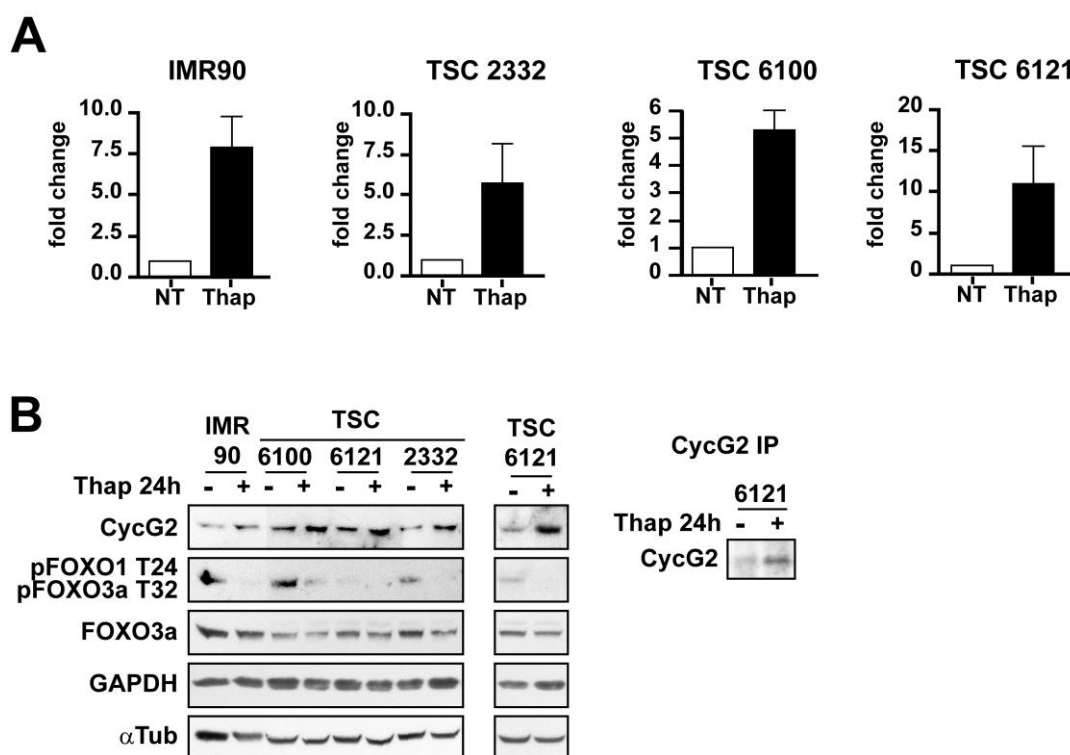 A
IMR90
TSC 2332
TSC 6100
TSC 6121
fold change
10.0
7.5
5.0
2.5
0.0
NT Thap
fold change
10.0
7.5
5.0
2.5
0.0
NT Thap
fold change
6
5
4
3
2
1
0
NT Thap
fold change
20
15
10
5
0
NT Thap
B
IMR TSC
90 6100 6121 2332
Thap 24h - + - + - + - +
CycG2
pFOXO1 T24
pFOXO3a T32
FOXO3a
GAPDH
αTub
TSC
6121
- +
CycG2 IP
6121
Thap 24h - +
CycG2